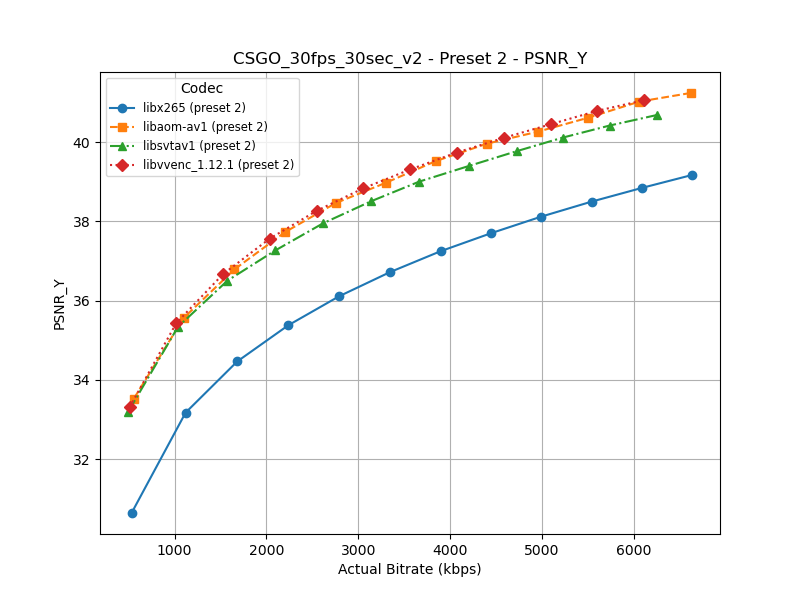 CSGO_30fps_30sec_v2 - Preset 2 - PSNR_Y
Codec
libx265 (preset 2)
libaom-av1 (preset 2)
libsvtav1 (preset 2)
libvvenc_1.12.1 (preset 2)
PSNR_Y
40
38
36
34
32
1000 2000 3000 4000 5000 6000
Actual Bitrate (kbps)